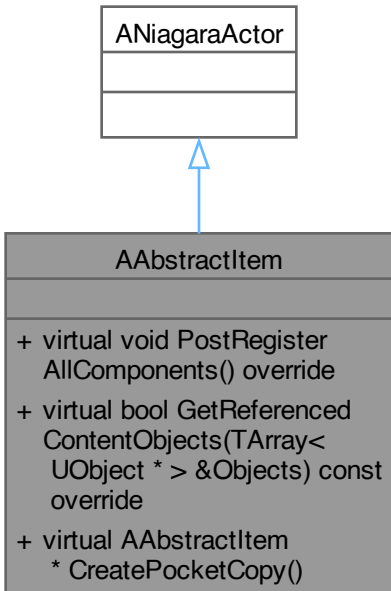 ANiagaraActor
AAbstractItem
+ virtual void PostRegister
AllComponents() override
+ virtual bool GetReferenced
ContentObjects(TArray<
UObject * > &Objects) const
override
+ virtual AAbstractItem
* CreatePocketCopy()